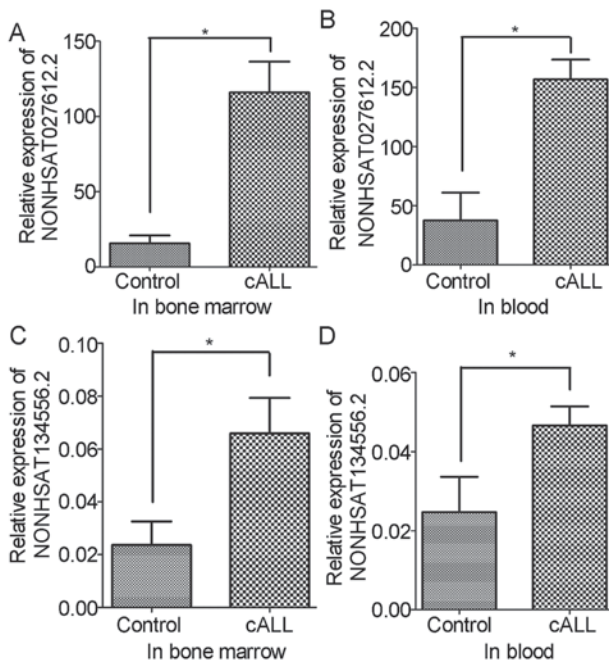 A
Relative expression of
NONHSAT027612.2
150
100
50
0
*
Control
cALL
In bone marrow
B
Relative expression of
NONHSAT027612.2
200
150
100
50
0
*
Control
cALL
In blood
C
Relative expression of
NONHSAT134556.2
0.10
0.08
0.06
0.04
0.02
0.00
*
Control
cALL
In bone marrow
D
Relative expression of
NONHSAT134556.2
0.06
0.04
0.02
0.00
*
Control
cALL
In blood